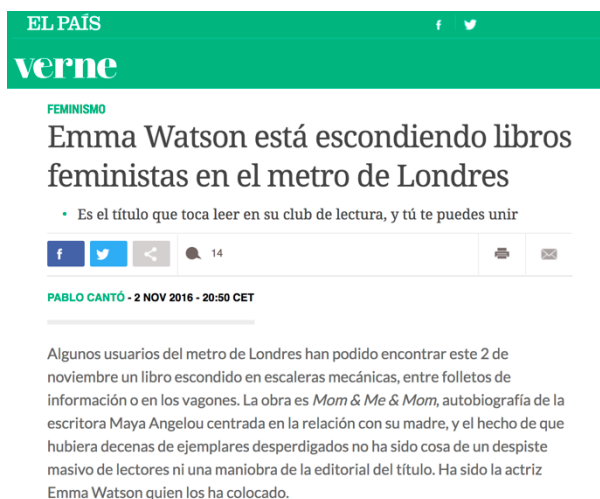 EL PAÍS
verne
FEMINISMO
Emma Watson está escondiendo libros
feministas en el metro de Londres
• Es el título que toca leer en su club de lectura, y tú te puedes unir
14
PABLO CANTÓ - 2 NOV 2016 - 20:50 CET
Algunos usuarios del metro de Londres han podido encontrar este 2 de
noviembre un libro escondido en escaleras mecánicas, entre folletos de
información o en los vagones. La obra es Mom & Me & Mom, autobiografía de la
escritora Maya Angelou centrada en la relación con su madre, y el hecho de que
hubiera decenas de ejemplares desperdigados no ha sido cosa de un despiste
masivo de lectores ni una maniobra de la editorial del título. Ha sido la actriz
Emma Watson quien los ha colocado.